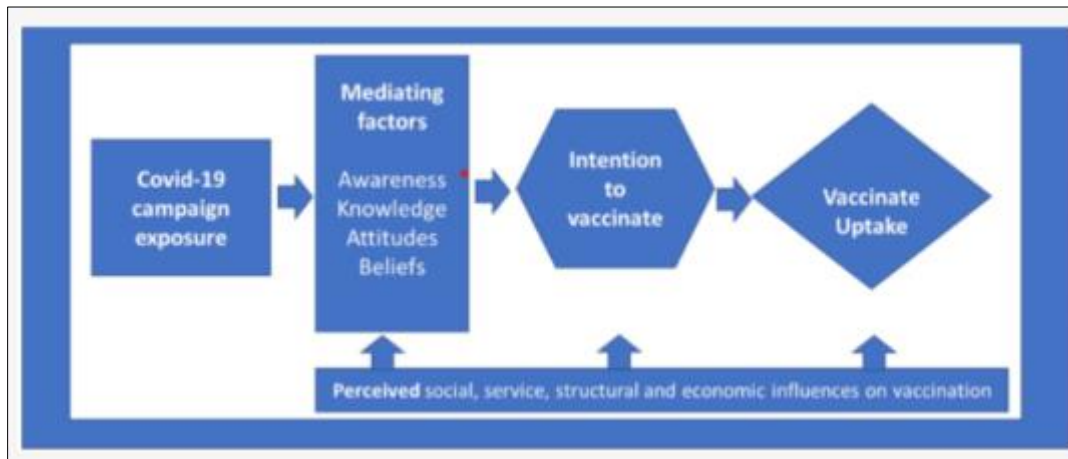 Covid-19
campaign
exposure
Mediating
factors
Awareness
Knowledge
Attitudes
Beliefs
Intention
to
vaccinate
Vaccinate
Uptake
Perceived social, service, structural and economic influences on vaccination